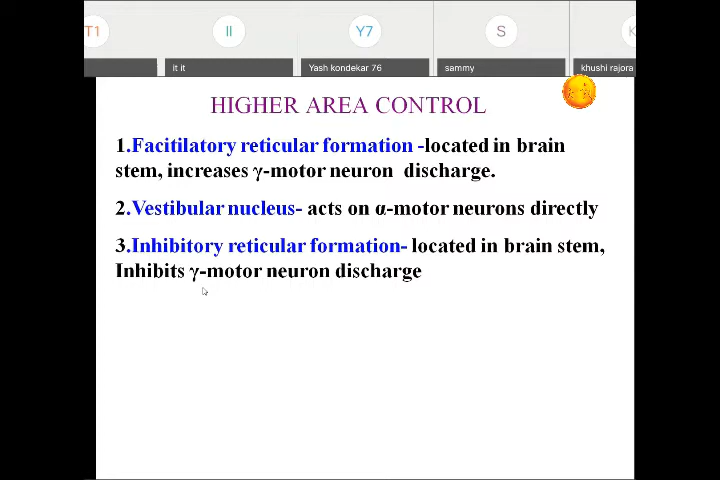 T1 II Y7 S K
it it Yash kondekar 76 sammy khushi rajora
HIGHER AREA CONTROL
1.Facitilatory reticular formation -located in brain
stem, increases γ-motor neuron discharge.
2.Vestibular nucleus- acts on α-motor neurons directly
3.Inhibitory reticular formation- located in brain stem,
Inhibits γ-motor neuron discharge